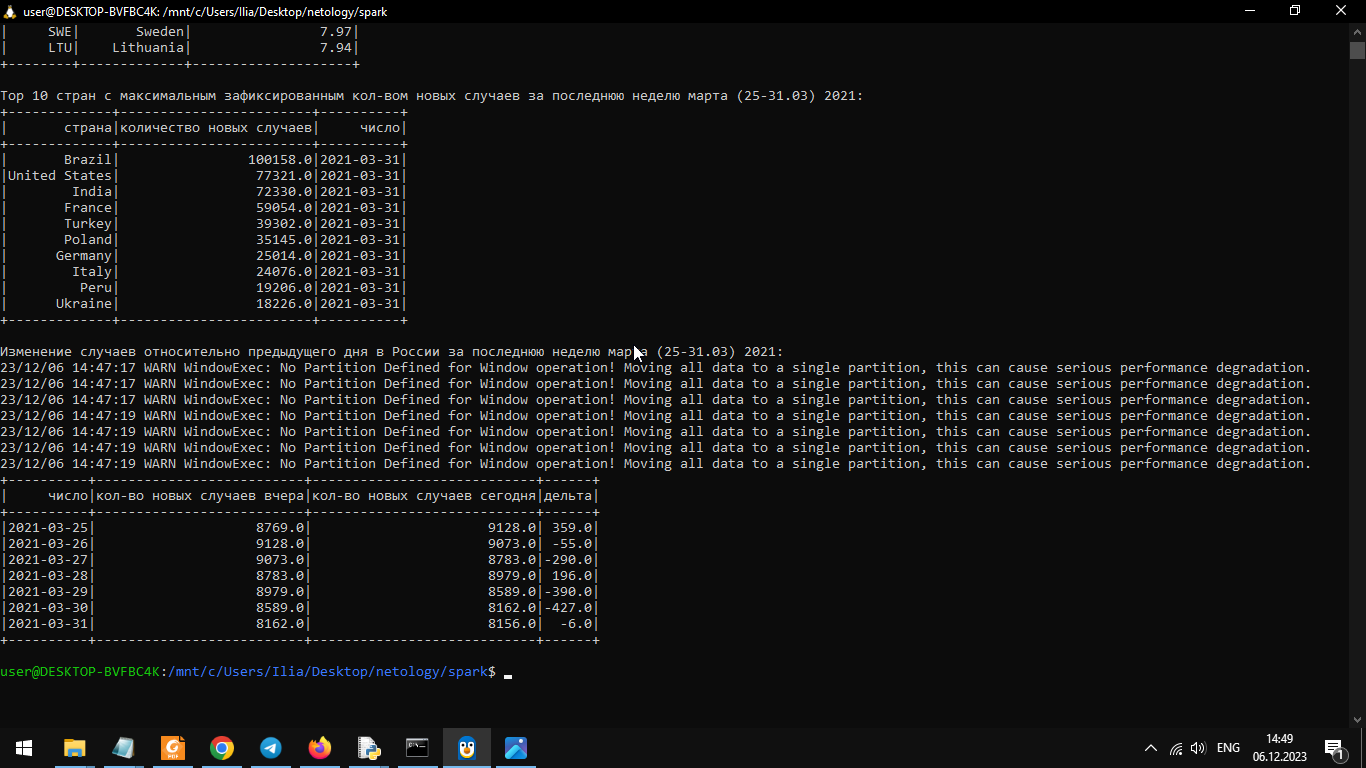 user@DESKTOP-BVFBC4K: /mnt/c/Users/Ilia/Desktop/netology/spark
|     SWE|       Sweden|                7.97|
|     LTU|    Lithuania|                7.94|
+--------+-------------+--------------------+
Top 10 стран с максимальным зафиксированным кол-вом новых случаев за последнюю неделю марта (25-31.03) 2021:
+-------------+------------------------+----------+
|       страна|количество новых случаев|     число|
+-------------+------------------------+----------+
|       Brazil|                100158.0|2021-03-31|
|United States|                 77321.0|2021-03-31|
|        India|                 72330.0|2021-03-31|
|       France|                 59054.0|2021-03-31|
|       Turkey|                 39302.0|2021-03-31|
|       Poland|                 35145.0|2021-03-31|
|      Germany|                 25014.0|2021-03-31|
|        Italy|                 24076.0|2021-03-31|
|         Peru|                 19206.0|2021-03-31|
|      Ukraine|                 18226.0|2021-03-31|
+-------------+------------------------+----------+
Изменение случаев относительно предыдущего дня в России за последнюю неделю марта (25-31.03) 2021:
23/12/06 14:47:17 WARN WindowExec: No Partition Defined for Window operation! Moving all data to a single partition, this can cause serious performance degradation.
23/12/06 14:47:17 WARN WindowExec: No Partition Defined for Window operation! Moving all data to a single partition, this can cause serious performance degradation.
23/12/06 14:47:17 WARN WindowExec: No Partition Defined for Window operation! Moving all data to a single partition, this can cause serious performance degradation.
23/12/06 14:47:19 WARN WindowExec: No Partition Defined for Window operation! Moving all data to a single partition, this can cause serious performance degradation.
23/12/06 14:47:19 WARN WindowExec: No Partition Defined for Window operation! Moving all data to a single partition, this can cause serious performance degradation.
23/12/06 14:47:19 WARN WindowExec: No Partition Defined for Window operation! Moving all data to a single partition, this can cause serious performance degradation.
23/12/06 14:47:19 WARN WindowExec: No Partition Defined for Window operation! Moving all data to a single partition, this can cause serious performance degradation.
+----------+--------------------------+----------------------------+------+
|     число|кол-во новых случаев вчера|кол-во новых случаев сегодня|дельта|
+----------+--------------------------+----------------------------+------+
|2021-03-25|                    8769.0|                      9128.0| 359.0|
|2021-03-26|                    9128.0|                      9073.0| -55.0|
|2021-03-27|                    9073.0|                      8783.0|-290.0|
|2021-03-28|                    8783.0|                      8979.0| 196.0|
|2021-03-29|                    8979.0|                      8589.0|-390.0|
|2021-03-30|                    8589.0|                      8162.0|-427.0|
|2021-03-31|                    8162.0|                      8156.0|  -6.0|
+----------+--------------------------+----------------------------+------+
user@DESKTOP-BVFBC4K:/mnt/c/Users/Ilia/Desktop/netology/spark$
PDF
ENG
14:49
06.12.2023
1